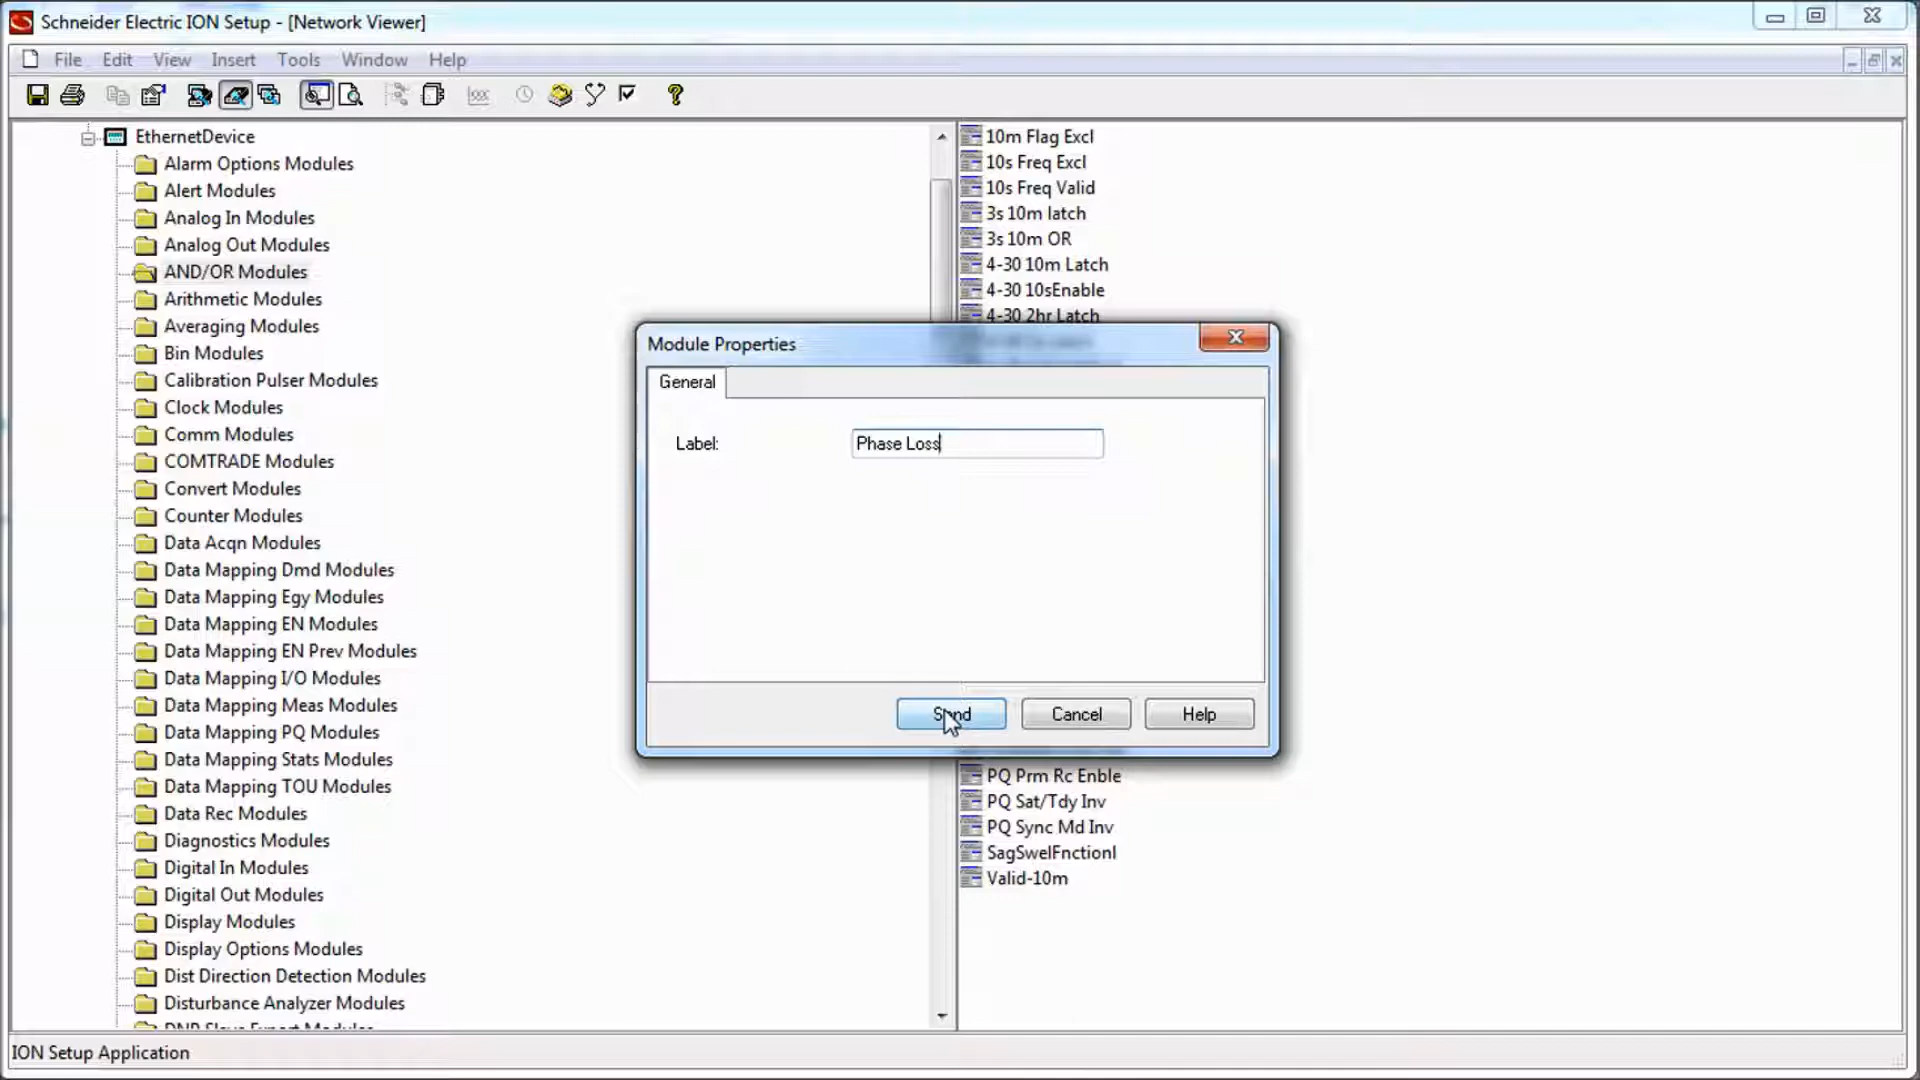 Schneider Electric ION Setup - [Network Viewer]
File Edit View Insert Tools Window Help
EthernetDevice
Alarm Options Modules
Alert Modules
Analog In Modules
Analog Out Modules
AND/OR Modules
Arithmetic Modules
Averaging Modules
Bin Modules
Calibration Pulser Modules
Clock Modules
Comm Modules
COMTRADE Modules
Convert Modules
Counter Modules
Data Acqn Modules
Data Mapping Dmd Modules
Data Mapping Egy Modules
Data Mapping EN Modules
Data Mapping EN Prev Modules
Data Mapping I/O Modules
Data Mapping Meas Modules
Data Mapping PQ Modules
Data Mapping Stats Modules
Data Mapping TOU Modules
Data Rec Modules
Diagnostics Modules
Digital In Modules
Digital Out Modules
Display Modules
Display Options Modules
Dist Direction Detection Modules
Disturbance Analyzer Modules
10m Flag Excl
10s Freq Excl
10s Freq Valid
3s 10m latch
3s 10m OR
4-30 10m Latch
4-30 10sEnable
4-30 2hr Latch
Module Properties
General
Label:
Phase Loss
Send
Cancel
Help
PQ Prm Rc Enble
PQ Sat/Tdy Inv
PQ Sync Md Inv
SagSwelFnctionl
Valid-10m
ION Setup Application